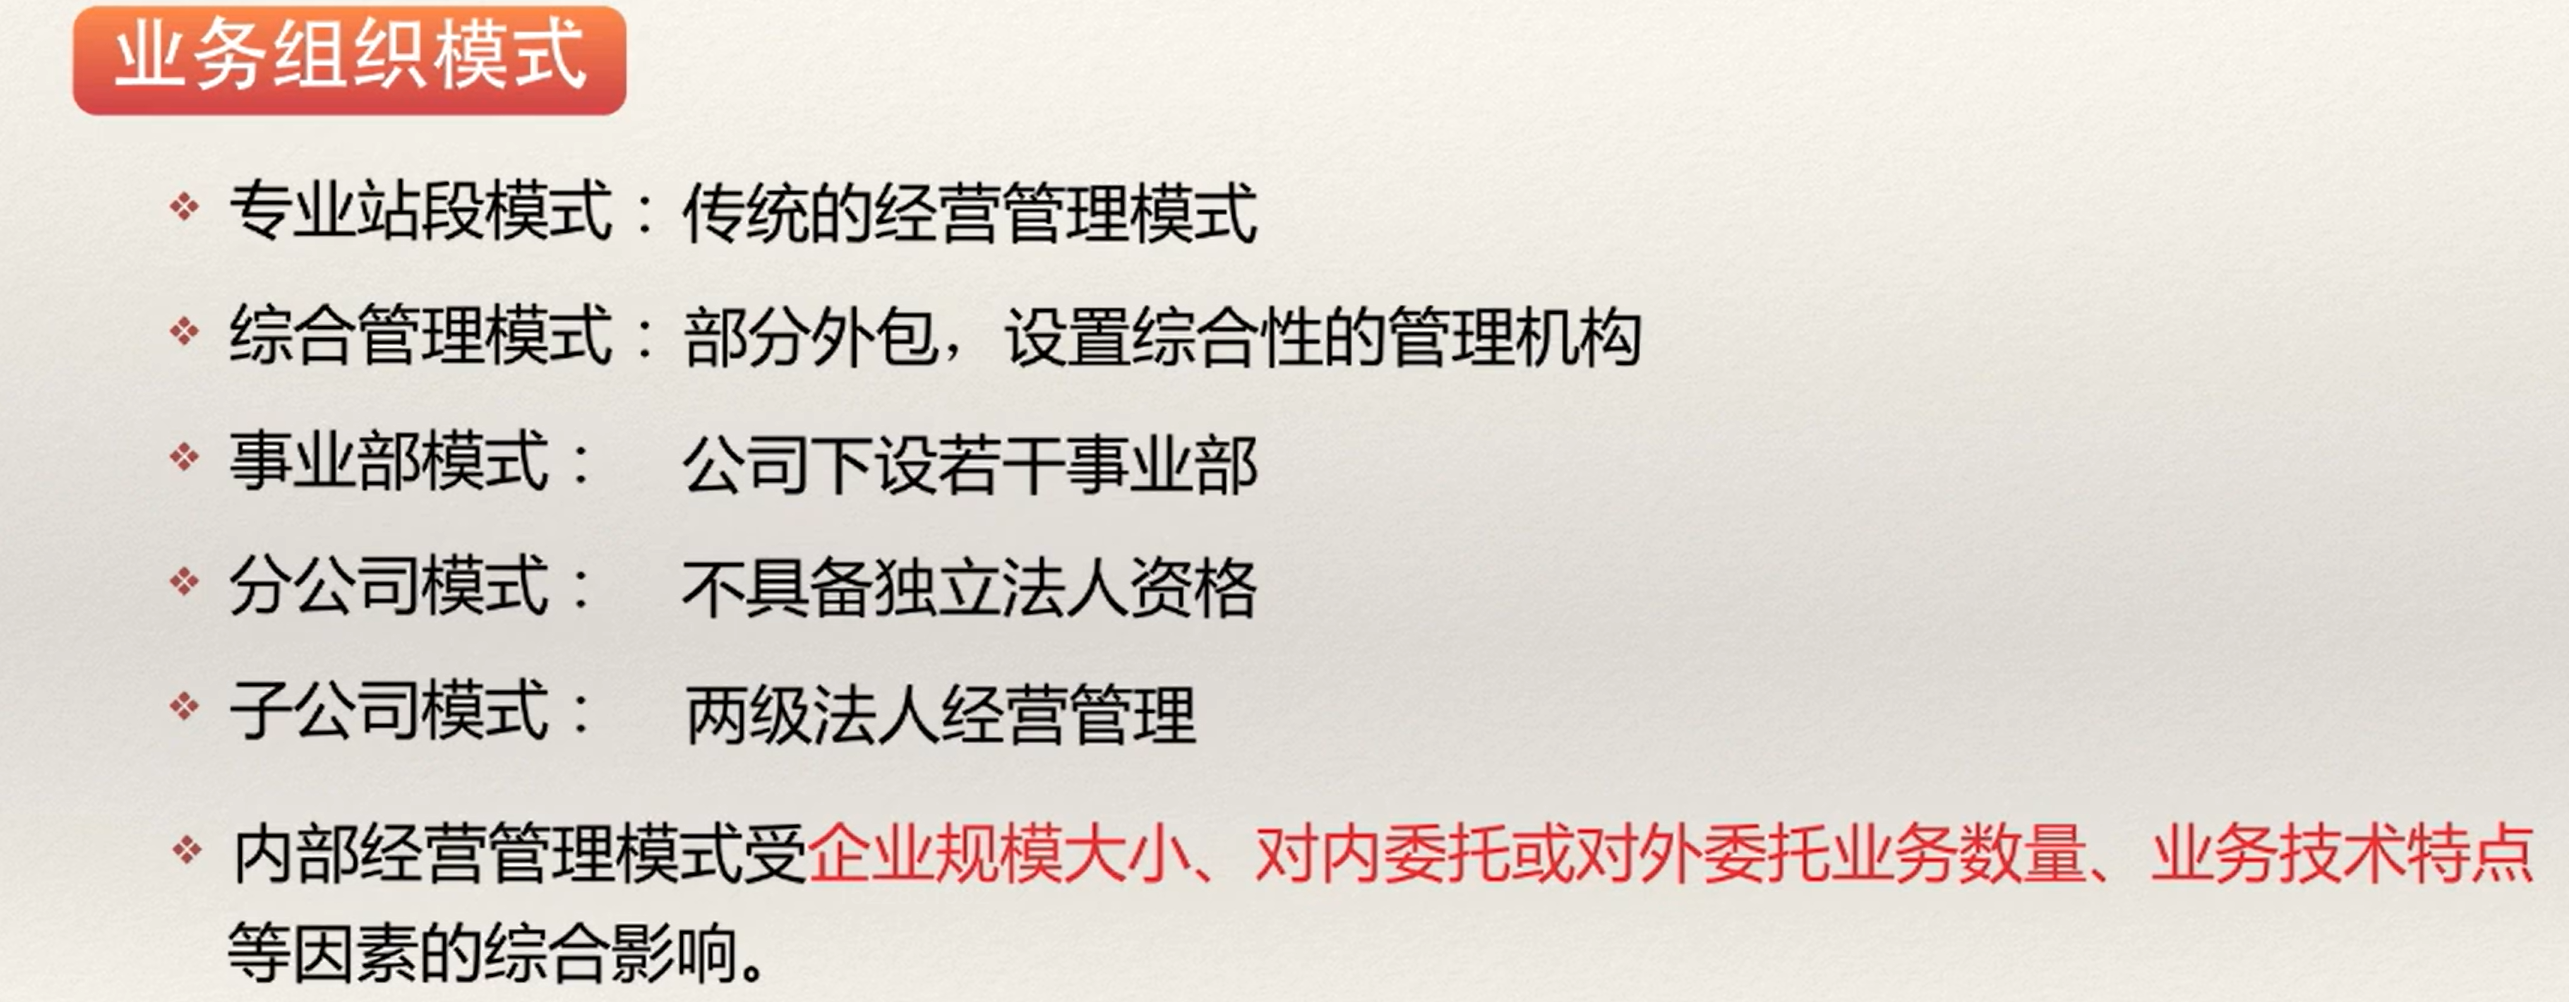 业务组织模式
专业站段模式：传统的经营管理模式
综合管理模式：部分外包，设置综合性的管理机构
事业部模式： 公司下设若干事业部
分公司模式： 不具备独立法人资格
子公司模式： 两级法人经营管理
内部经营管理模式受企业规模大小、对内委托或对外委托业务数量、业务技术特点
等因素的综合影响。